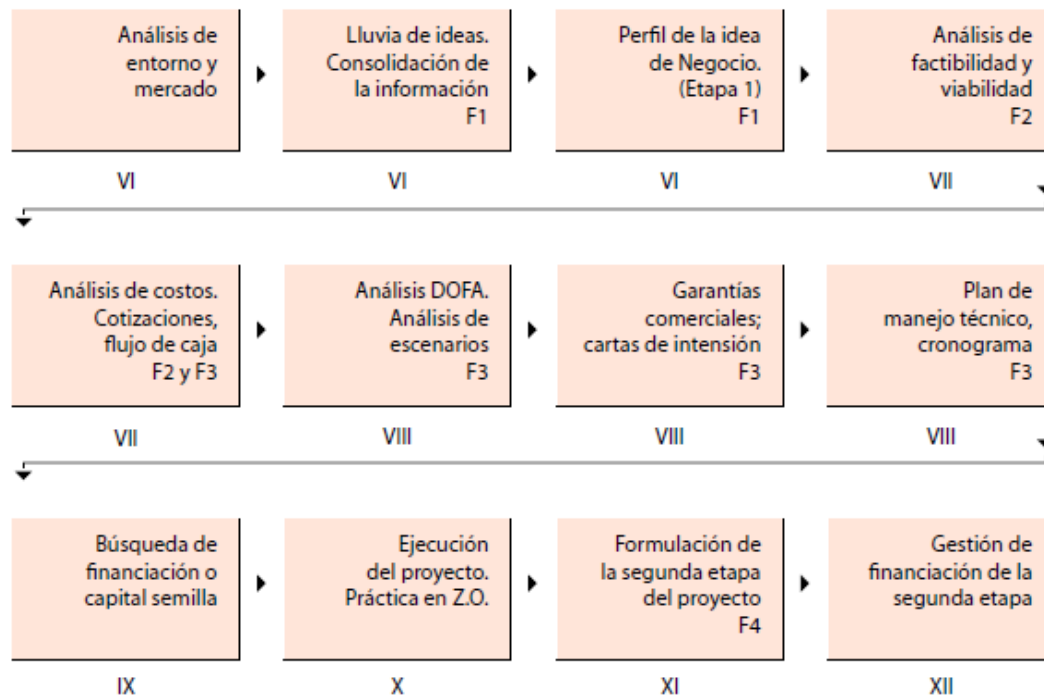 Análisis de
entorno y
mercado
Lluvia de ideas.
Consolidación de
la información
F1
Perfil de la idea
de Negocio.
(Etapa 1)
F1
Análisis de
factibilidad y
viabilidad
F2
VI
VI
VI
VII
Análisis de costos.
Cotizaciones,
flujo de caja
F2 y F3
Análisis DOFA.
Análisis de
escenarios
F3
Garantías
comerciales;
cartas de intensión
F3
Plan de
manejo técnico,
cronograma
F3
VII
VIII
VIII
VIII
Búsqueda de
financiación o
capital semilla
Ejecución
del proyecto.
Práctica en Z.O.
Formulación de
la segunda etapa
del proyecto
F4
Gestión de
financiación de la
segunda etapa
IX
X
XI
XII